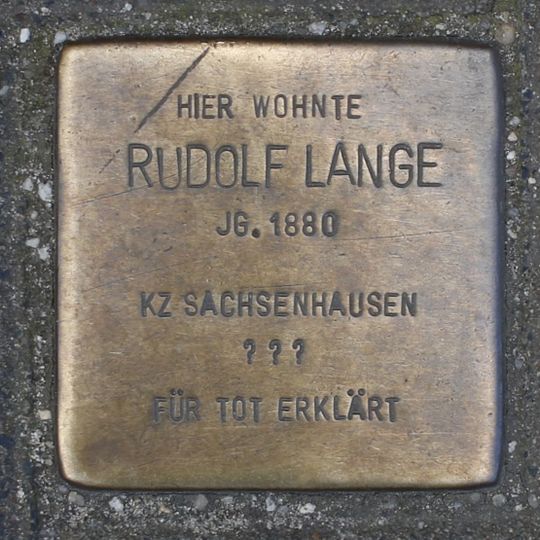 HIER WOHNTE
RUDOLF LANGE
JG. 1880
KZ SACHSENHAUSEN
???
FÜR TOT ERKLÄRT